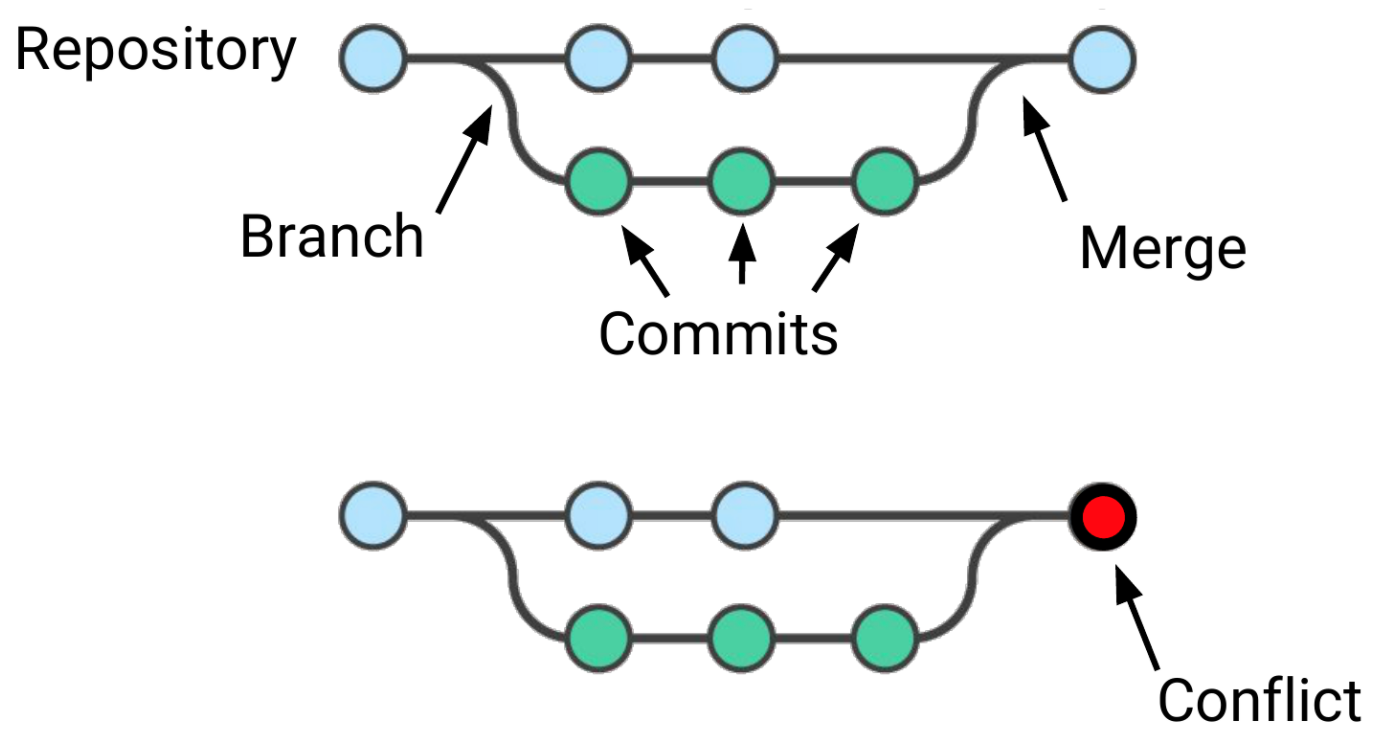 Repository
Branch
Merge
Commits
Conflict